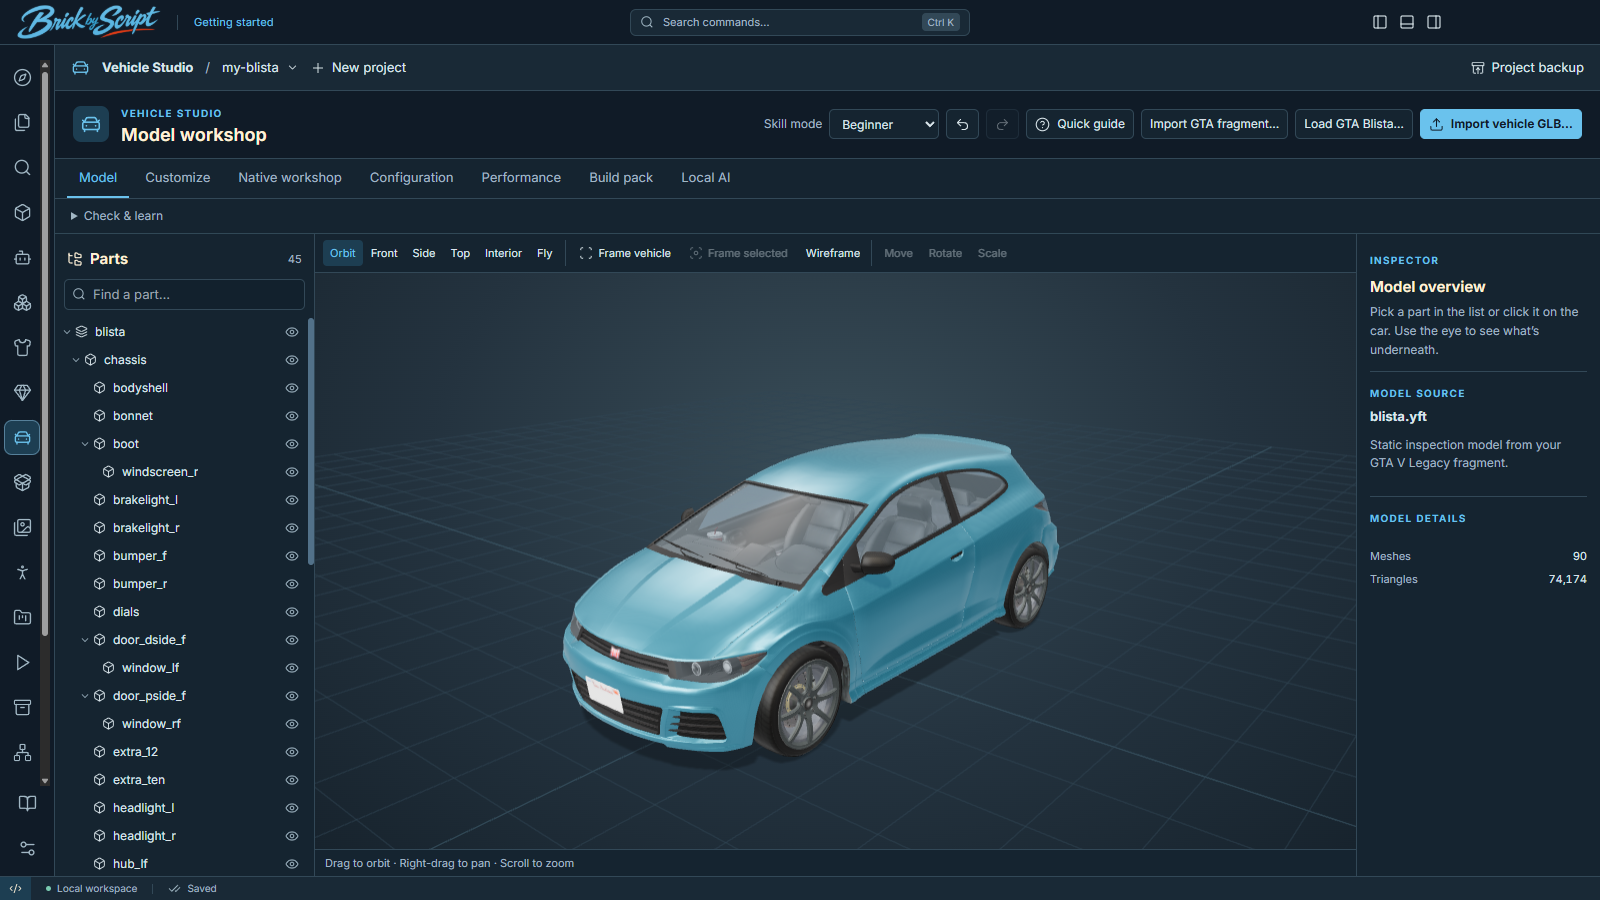 Brick by Script
Getting started
Search commands...
Ctrl K
Vehicle Studio / my-blista
New project
Project backup
VEHICLE STUDIO
Model workshop
Skill mode
Beginner
Quick guide
Import GTA fragment...
Load GTA Blista...
Import vehicle GLB...
Model
Customize
Native workshop
Configuration
Performance
Build pack
Local AI
Check & learn
Parts
45
Find a part...
blista
chassis
bodyshell
bonnet
boot
windscreen_r
brakelight_l
brakelight_r
bumper_f
bumper_r
dials
door_dside_f
window_lf
door_pside_f
window_rf
extra_12
extra_ten
headlight_l
headlight_r
hub_lf
Orbit
Front
Side
Top
Interior
Fly
Frame vehicle
Frame selected
Wireframe
Move
Rotate
Scale
Drag to orbit · Right-drag to pan · Scroll to zoom
INSPECTOR
Model overview
Pick a part in the list or click it on the
car. Use the eye to see what's
underneath.
MODEL SOURCE
blista.yft
Static inspection model from your
GTA V Legacy fragment.
MODEL DETAILS
Meshes 90
Triangles 74,174
Local workspace
Saved